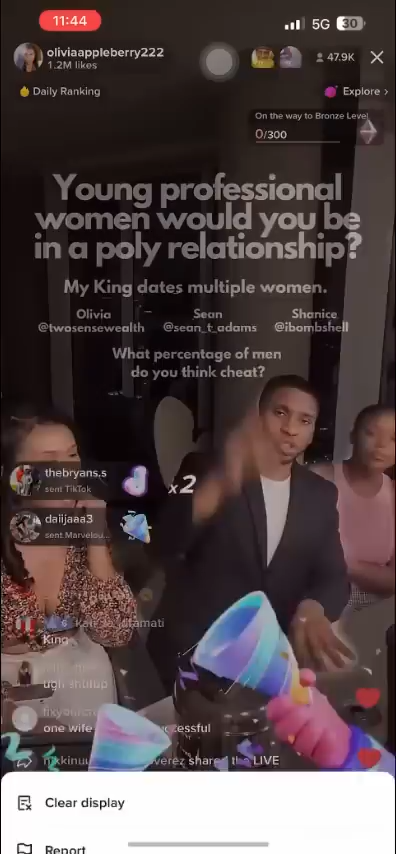 11:44
5G
30
oliviaappleberry222
1.2M likes
47.9K
Daily Ranking
Explore
On the way to Bronze Level
0/300
Young professional
women would you be
in a poly relationship?
My King dates multiple women.
Olivia
Sean
Shanice
@twosensewealth
@sean_t_adams
@ibombshell
What percentage of men
do you think cheat?
thebryans.s
sent TikTok
x2
daiijaaa3
sent Marvelou...
King
ugh shutup
one wife
shared the LIVE
Clear display
Report